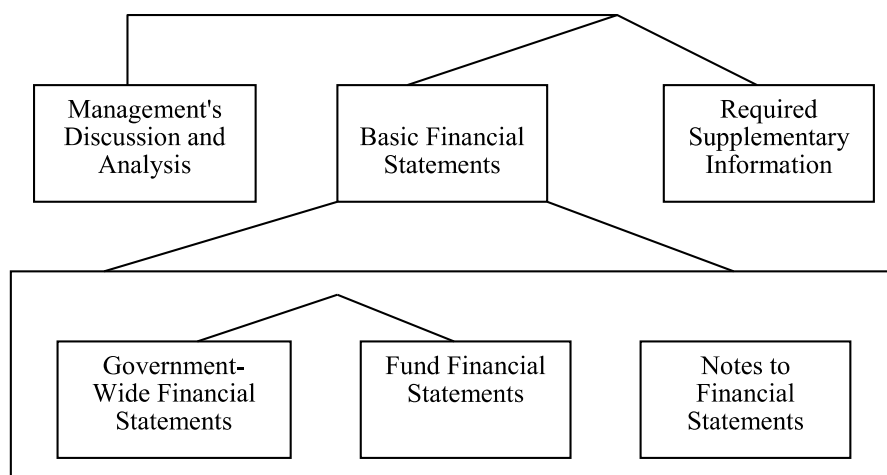 Management's
Discussion and
Analysis
Basic Financial
Statements
Required
Supplementary
Information
Government-
Wide Financial
Statements
Fund Financial
Statements
Notes to
Financial
Statements